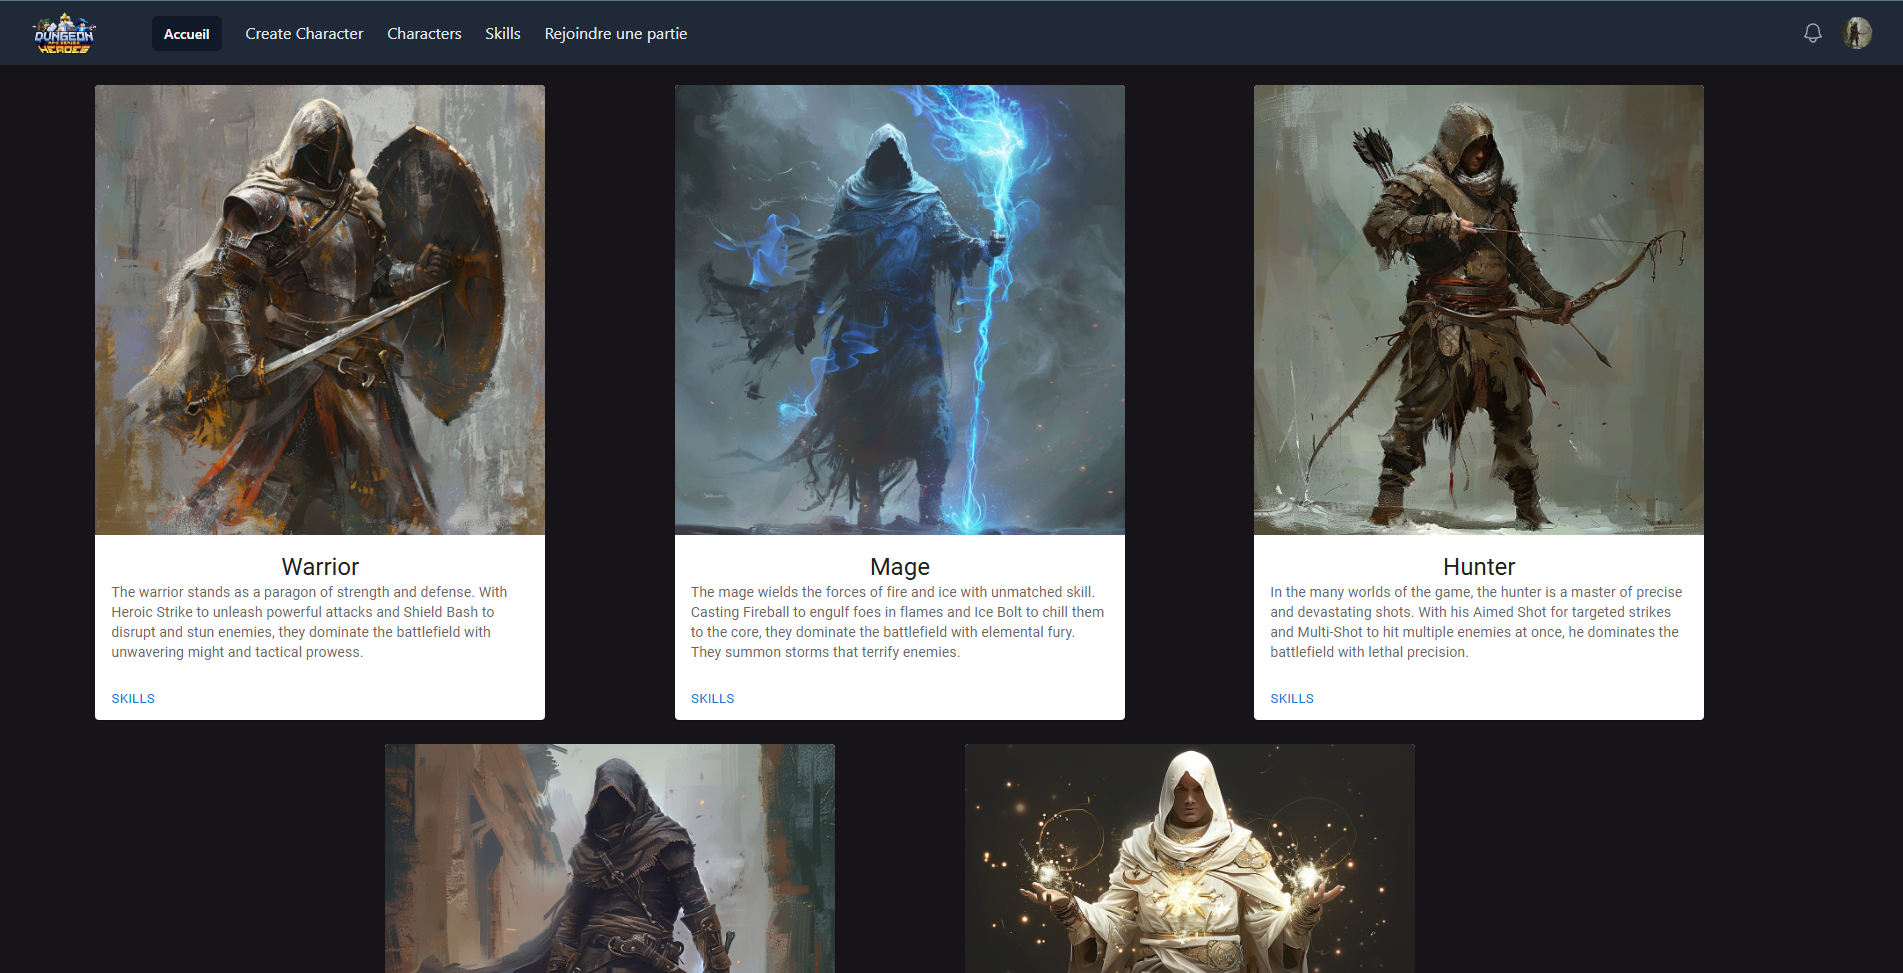 DUNGEON
RPG SERIES
HEROES
Accueil
Create Character
Characters
Skills
Rejoindre une partie
Warrior
The warrior stands as a paragon of strength and defense. With
Heroic Strike to unleash powerful attacks and Shield Bash to
disrupt and stun enemies, they dominate the battlefield with
unwavering might and tactical prowess.
SKILLS
Mage
The mage wields the forces of fire and ice with unmatched skill.
Casting Fireball to engulf foes in flames and Ice Bolt to chill them
to the core, they dominate the battlefield with elemental fury.
They summon storms that terrify enemies.
SKILLS
Hunter
In the many worlds of the game, the hunter is a master of precise
and devastating shots. With his Aimed Shot for targeted strikes
and Multi-Shot to hit multiple enemies at once, he dominates the
battlefield with lethal precision.
SKILLS